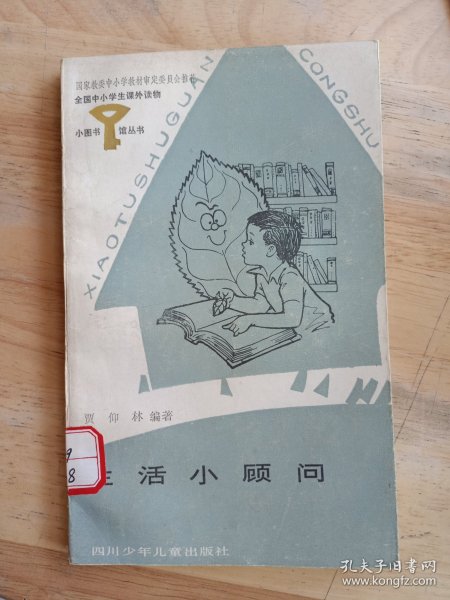 国家教委中小学教材审定委员会推荐
全国中小学生课外读物
小图书馆丛书
XIAOTUSHUGUAN
CONGSHU
贾仰林 编著
9
8
生活小顾问
四川少年儿童出版社
孔夫子旧书网
www.kongfz.com